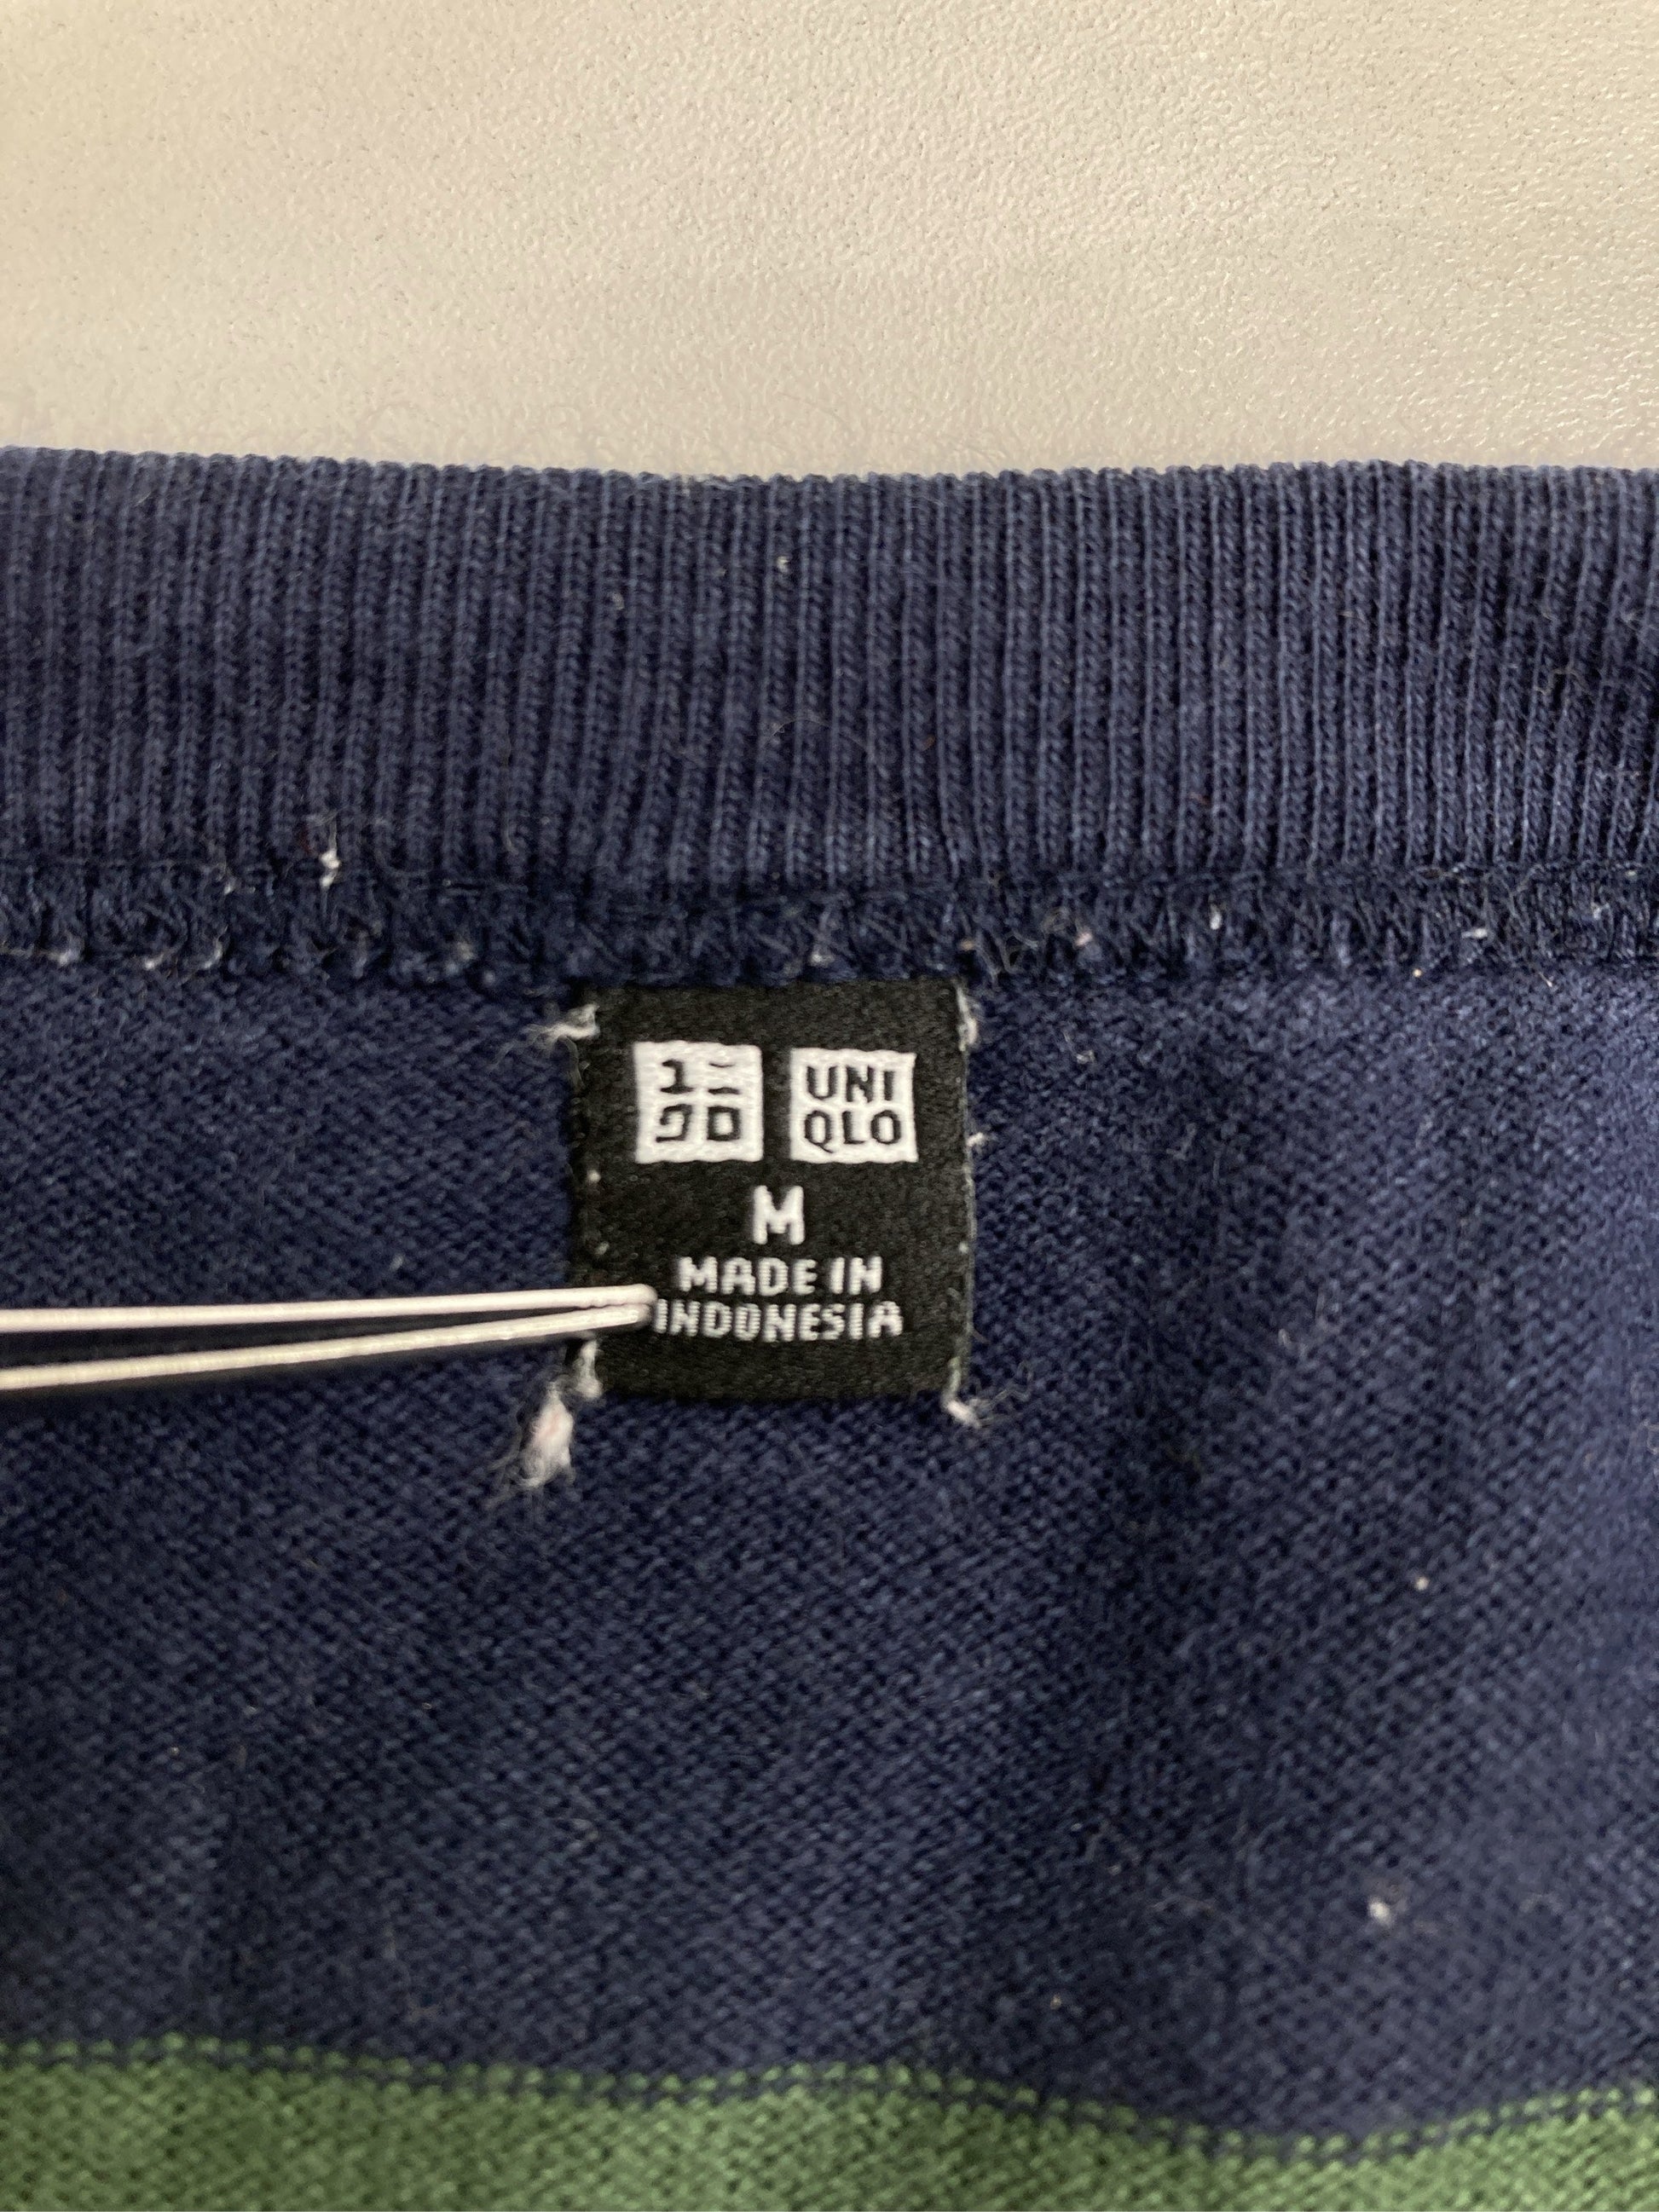 ユニ UNI
クロ QLO
M
MADE IN
INDONESIA